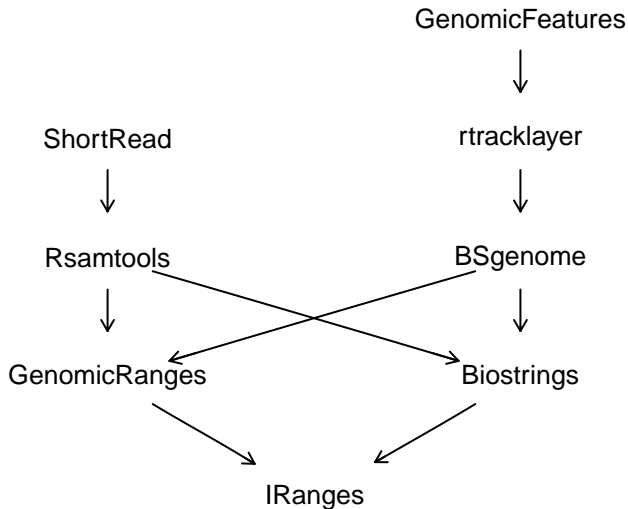 GenomicFeatures
ShortRead
rtracklayer
Rsamtools
BSgenome
GenomicRanges
Biostrings
IRanges